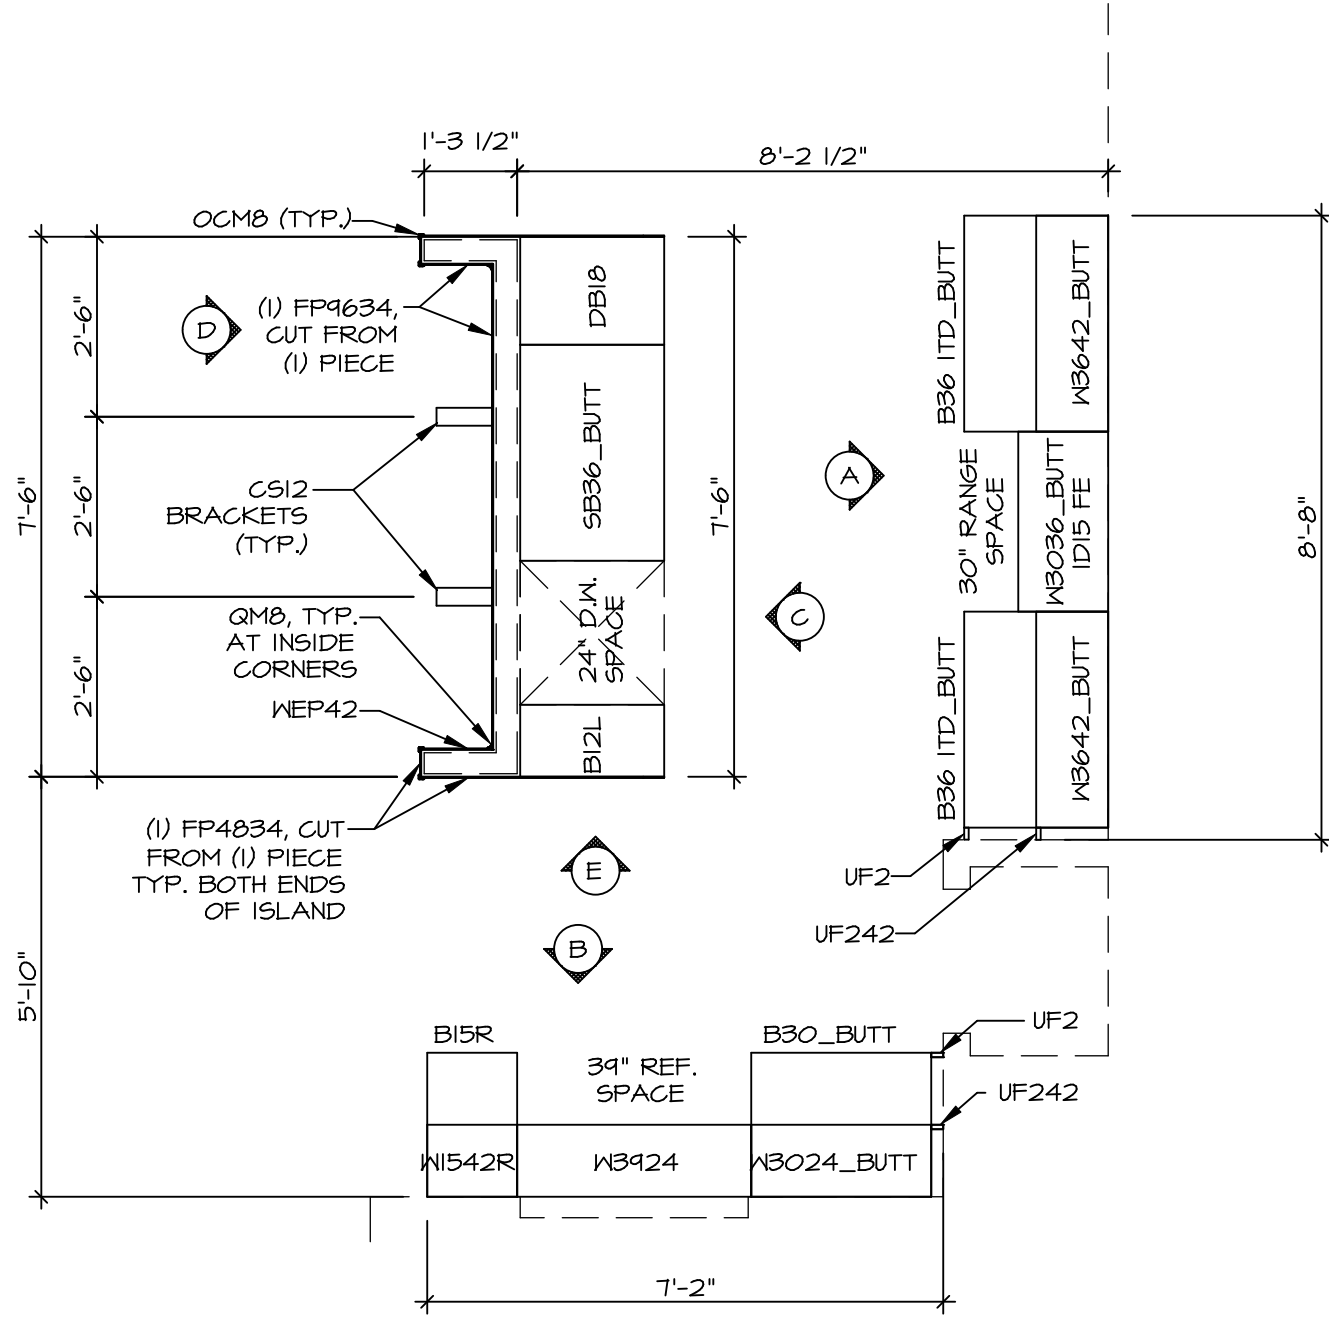 1'-3 1/2"
8'-2 1/2"
OCM8 (TYP.)
(1) FP9634,
CUT FROM
(1) PIECE
D
2'-6"
2'-6"
2'-6"
7'-6"
CS12
BRACKETS
(TYP.)
QM8, TYP.
AT INSIDE
CORNERS
WEP42
(1) FP4834, CUT
FROM (1) PIECE
TYP. BOTH ENDS
OF ISLAND
DB18
SB36_BUTT
24" D.W.
SPACE
B12L
7'-6"
A
C
E
B
B36 1TD_BUTT
W3642_BUTT
30" RANGE
SPACE
W3036_BUTT
1D15 FE
B36 1TD_BUTT
W3642_BUTT
8'-8"
UF2
UF242
5'-10"
B15R
39" REF.
SPACE
B30_BUTT
UF2
UF242
W1542R
W3924
W3024_BUTT
7'-2"